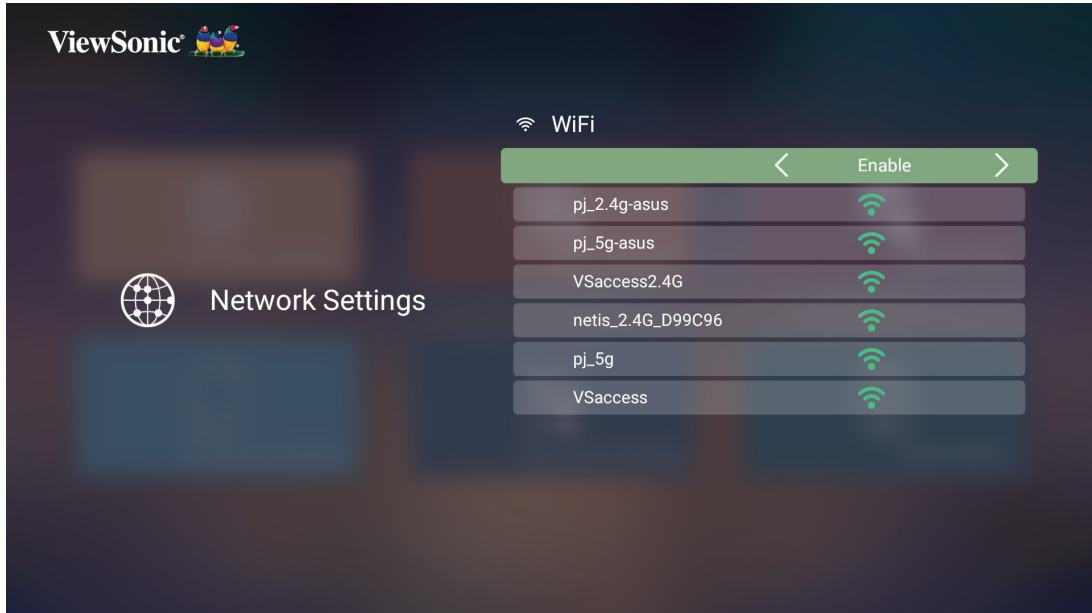 ViewSonic®
WiFi
Enable
pj_2.4g-asus
pj_5g-asus
VSaccess2.4G
Network Settings
netis_2.4G_D99C96
pj_5g
VSaccess